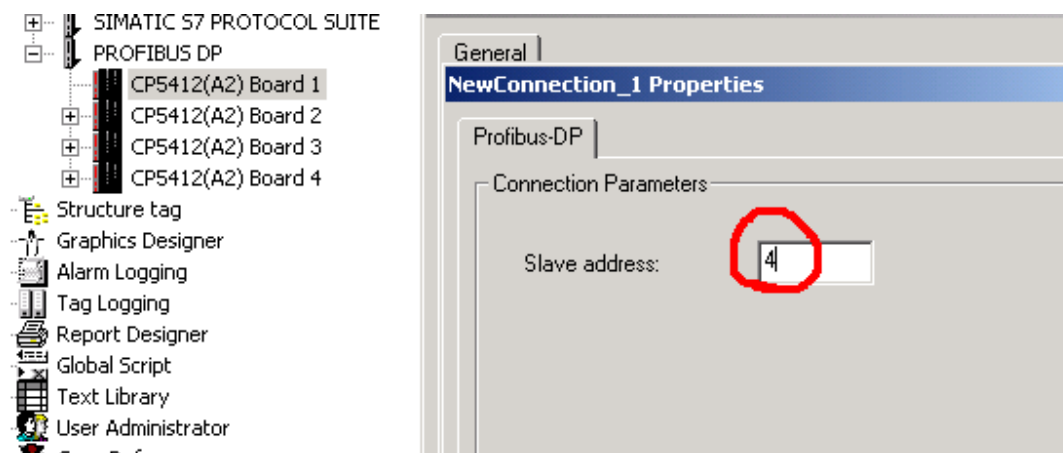 SIMATIC S7 PROTOCOL SUITE
PROFIBUS DP
CP5412(A2) Board 1
CP5412(A2) Board 2
CP5412(A2) Board 3
CP5412(A2) Board 4
Structure tag
Graphics Designer
Alarm Logging
Tag Logging
Report Designer
Global Script
Text Library
User Administrator
General
NewConnection_1 Properties
Profibus-DP
Connection Parameters
Slave address: 4